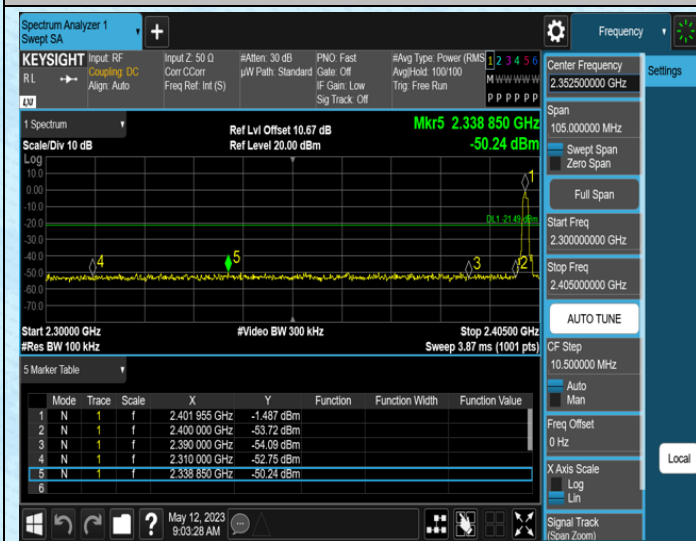 Spectrum Analyzer 1
Swept SA
Frequency
KEYSIGHT
RL
Input: RF
Coupling: DC
Align: Auto
Input Z: 50 Ω
Corr CCorr
Freq Ref: Int (S)
#Atten: 30 dB
µW Path: Standard
PNO: Fast
Gate: Off
IF Gain: Low
Sig Track: Off
#Avg Type: Power (RMS
Avg|Hold: 100/100
Trig: Free Run
1 2 3 4 5 6
M W W W W W
P P P P P P
1 Spectrum
Scale/Div 10 dB
Ref Lvl Offset 10.67 dB
Ref Level 20.00 dBm
Mkr5 2.338 850 GHz
-50.24 dBm
Log
10.0
0.00
-10.0
-20.0
-30.0
-40.0
-50.0
-60.0
-70.0
1
DL1 -21.49 dBm
4
5
3
2
Start 2.30000 GHz
#Video BW 300 kHz
Stop 2.40500 GHz
#Res BW 100 kHz
Sweep 3.87 ms (1001 pts)
5 Marker Table
Mode Trace Scale X Y Function Function Width Function Value
1 N 1 f 2.401 955 GHz -1.487 dBm
2 N 1 f 2.400 000 GHz -53.72 dBm
3 N 1 f 2.390 000 GHz -54.09 dBm
4 N 1 f 2.310 000 GHz -52.75 dBm
5 N 1 f 2.338 850 GHz -50.24 dBm
6
May 12, 2023
9:03:28 AM
Center Frequency
2.352500000 GHz
Span
105.000000 MHz
Swept Span
Zero Span
Full Span
Start Freq
2.300000000 GHz
Stop Freq
2.405000000 GHz
AUTO TUNE
CF Step
10.500000 MHz
Auto
Man
Freq Offset
0 Hz
X Axis Scale
Log
Lin
Signal Track
(Span Zoom)
Settings
Local